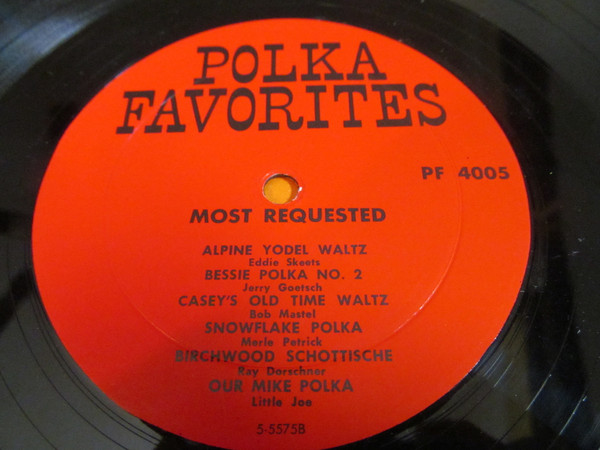 POLKA
FAVORITES
PF 4005
MOST REQUESTED
ALPINE YODEL WALTZ
Eddie Skeets
BESSIE POLKA NO. 2
Jerry Goetsch
CASEY'S OLD TIME WALTZ
Bob Mastel
SNOWFLAKE POLKA
Merle Petrick
BIRCHWOOD SCHOTTISCHE
Ray Dorschner
OUR MIKE POLKA
Little Joe
5-5575B